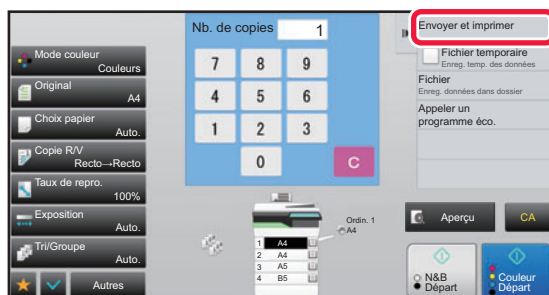 Mode couleur
Couleurs
Original
A4
Choix papier
Auto.
Copie R/V
Recto→Recto
Taux de repro.
100%
Exposition
Auto.
Tri/Groupe
Auto.
Autres
Nb. de copies
1
7 8 9
4 5 6
1 2 3
0 C
1 A4
2 A4
3 A5
4 B5
Ordin. 1
A4
Envoyer et imprimer
Fichier temporaire
Enreg. temp. des données
Fichier
Enreg. données dans dossier
Appeler un
programme éco.
Aperçu
CA
N&B
Départ
Couleur
Départ